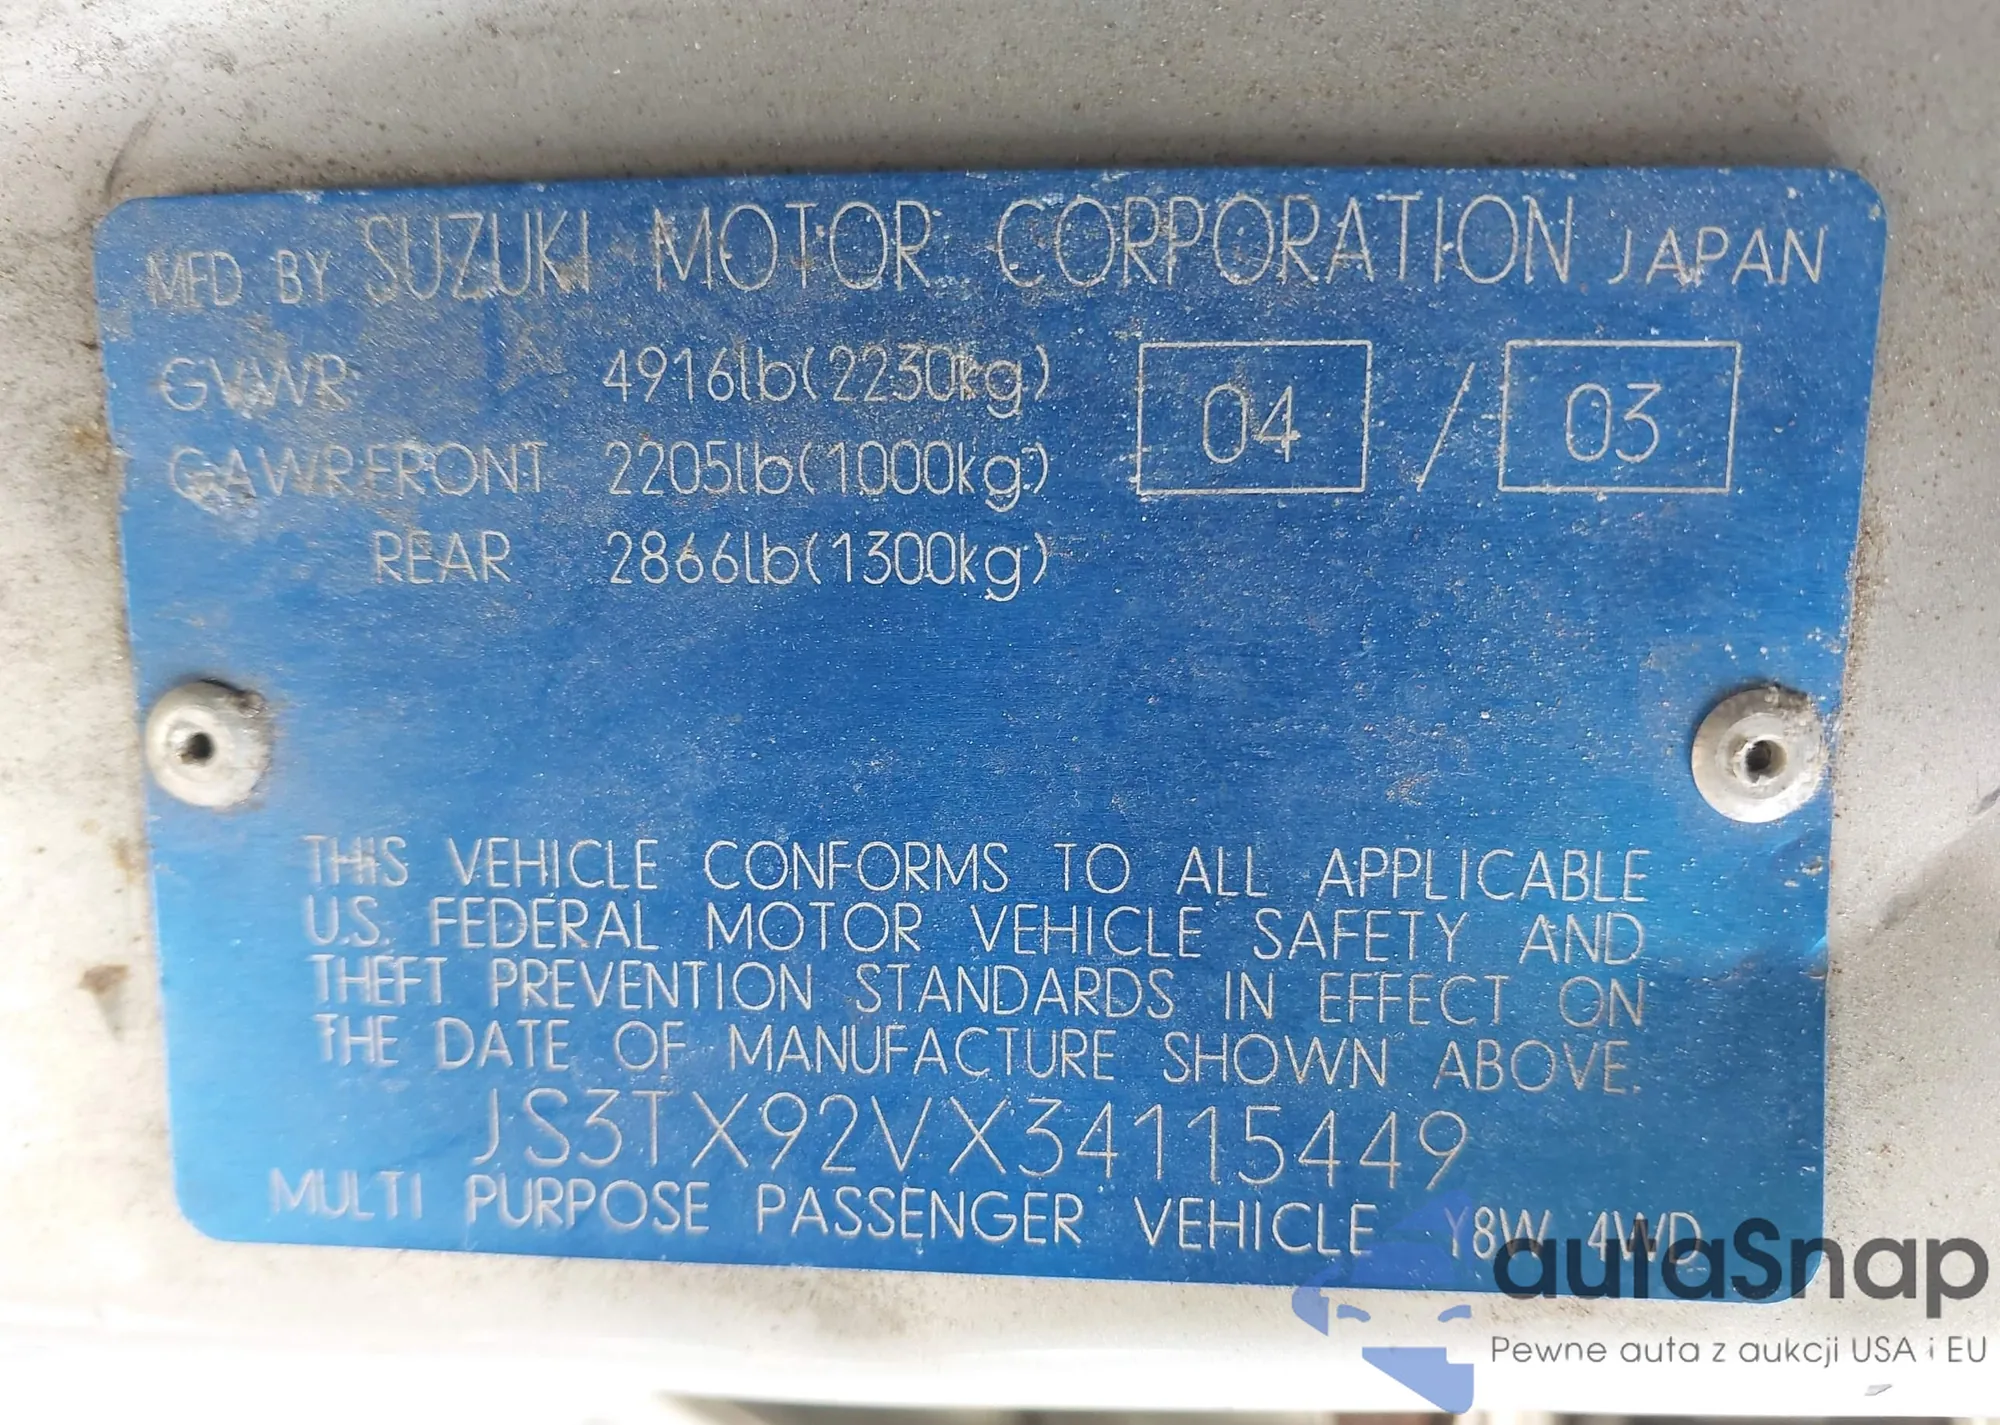 MFD BY SUZUKI MOTOR CORPORATION JAPAN
GVWR 4916lb(2230kg) 04 / 03
GAWR FRONT 2205lb(1000kg)
REAR 2866lb(1300kg)
THIS VEHICLE CONFORMS TO ALL APPLICABLE
U.S. FEDERAL MOTOR VEHICLE SAFETY AND
THEFT PREVENTION STANDARDS IN EFFECT ON
THE DATE OF MANUFACTURE SHOWN ABOVE.
JS3TX92VX34115449
MULTI PURPOSE PASSENGER VEHICLE Y8W 4WD
autaSnap
Pewne auta z aukcji USA i EU